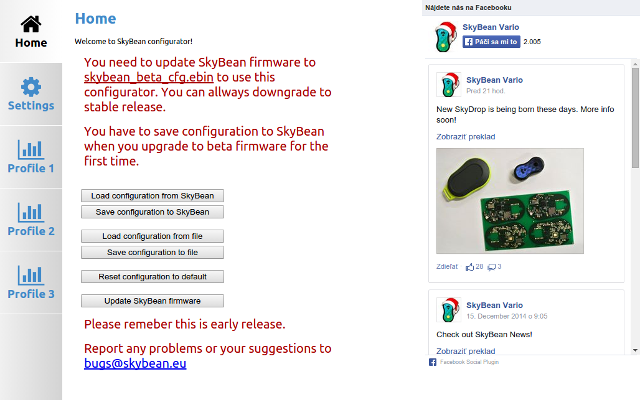 Home
Settings
Profile 1
Profile 2
Profile 3
Home
Welcome to SkyBean configurator!
You need to update SkyBean firmware to
skybean_beta_cfg.ebin to use this
configurator. You can allways downgrade to
stable release.
You have to save configuration to SkyBean
when you upgrade to beta firmware for the
first time.
Load configuration from SkyBean
Save configuration to SkyBean
Load configuration from file
Save configuration to file
Reset configuration to default
Update SkyBean firmware
Please remeber this is early release.
Report any problems or your suggestions to
bugs@skybean.eu
Nájdete nás na Facebooku
SkyBean Vario
Páči sa mi to 2.005
SkyBean Vario
Pred 21 hod.
New SkyDrop is being born these days. More info
soon!
Zobraziť preklad
Zdieľať 20 3
SkyBean Vario
15. December 2014 o 9:05
Check out SkyBean News!
Zobraziť preklad
Facebook Social Plugin